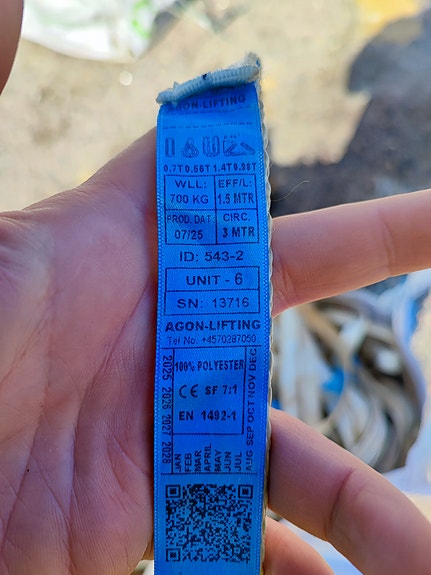 AGON-LIFTING
0.7T 0.56T 1.4T 0.98T
WLL: EFF/L:
700 KG 1.5 MTR
PROD. DAT CIRC.
07/25 3 MTR
ID: 543-2
UNIT - 6
SN: 13716
AGON-LIFTING
Tel No. +4570287050
100% POLYESTER
CE SF 7:1
EN 1492-1
2025 2026 2027 2028
JAN
FEB
MAR
APRIL
MAY
JUN
JUL
AUG
SEP
OCT
NOV
DEC